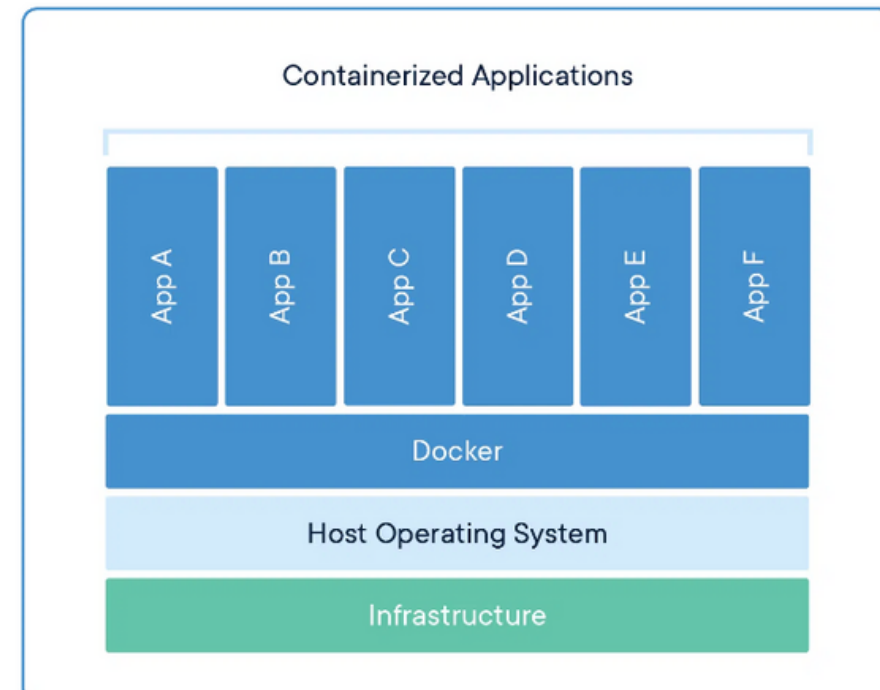 Containerized Applications
App A
App B
App C
App D
App E
App F
Docker
Host Operating System
Infrastructure